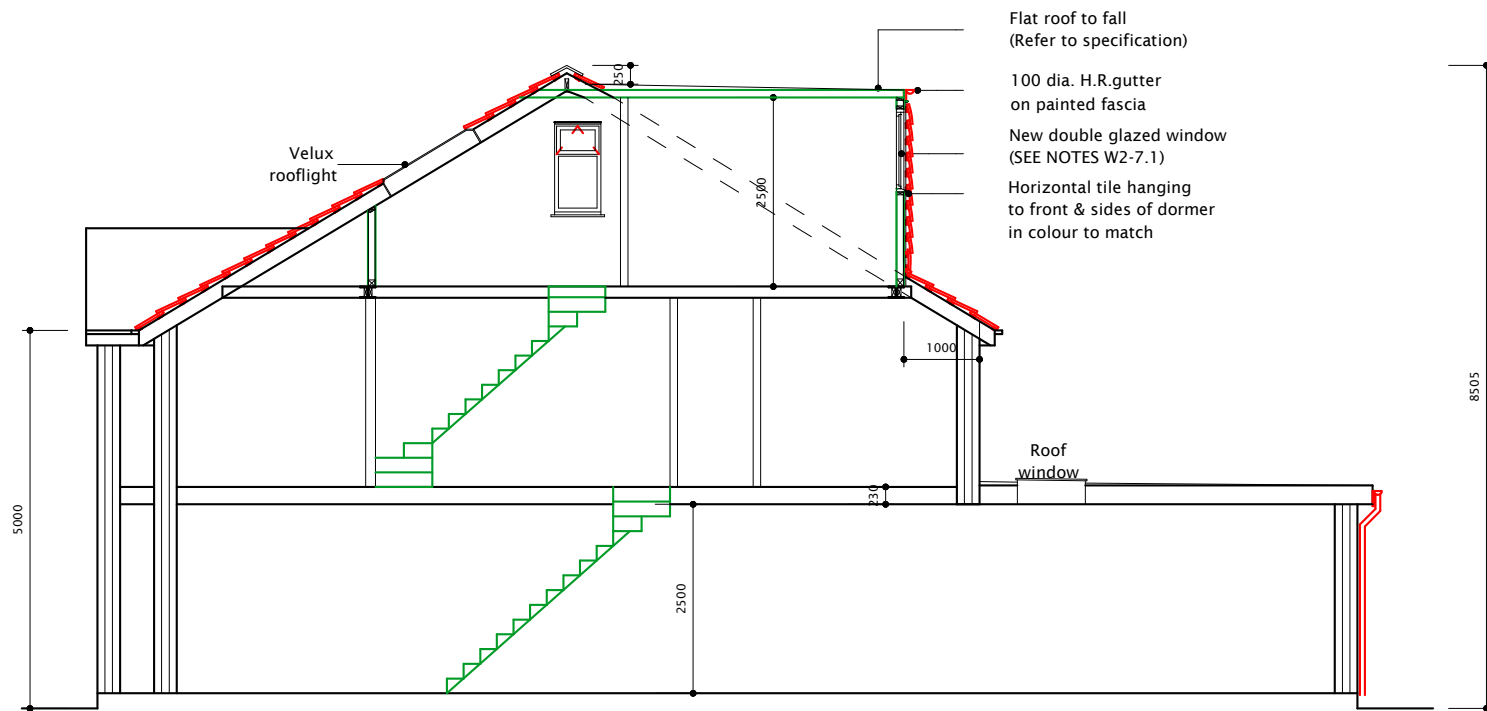 Flat roof to fall
(Refer to specification)
100 dia. H.R.gutter
on painted fascia
New double glazed window
(SEE NOTES W2-7.1)
Horizontal tile hanging
to front & sides of dormer
in colour to match
250
Velux
rooflight
2500
1000
8505
Roof
window
230
5000
2500